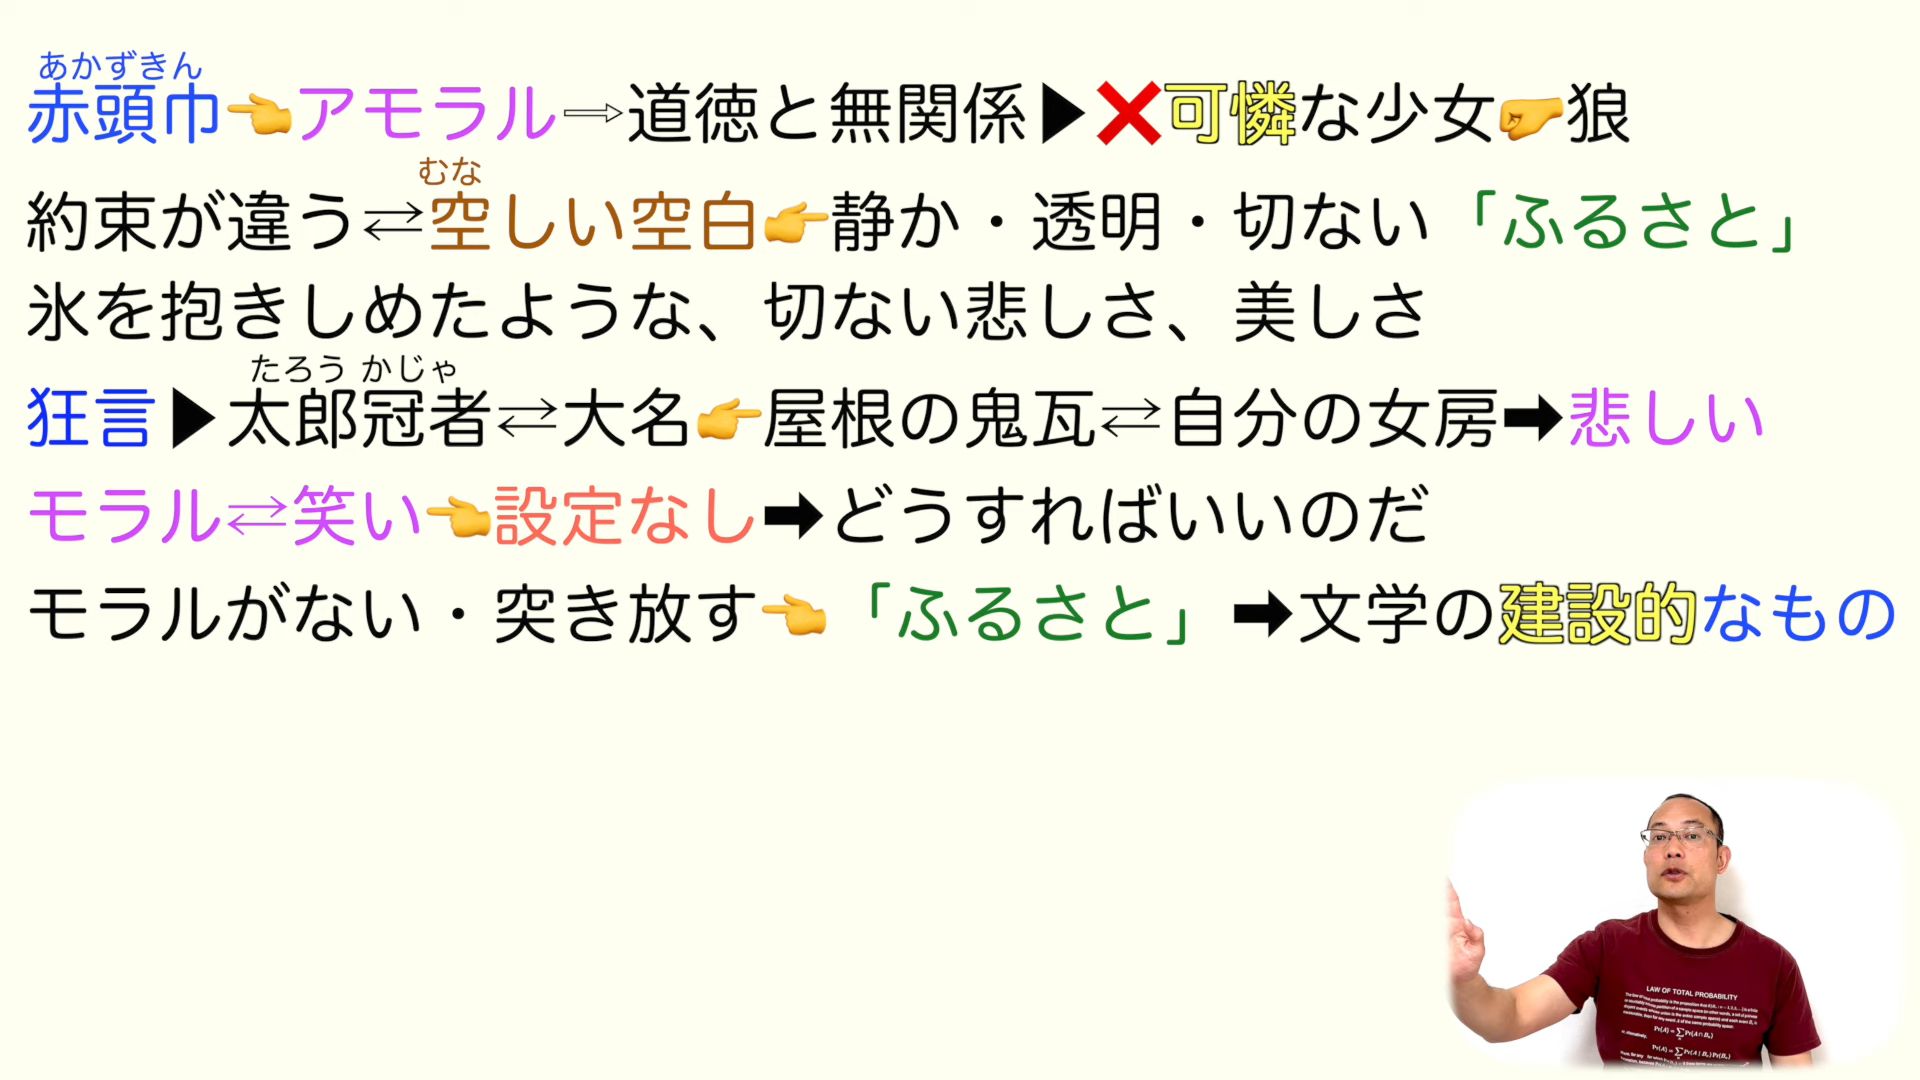 あかずきん
赤頭巾👈アモラル⇨道徳と無関係▶❌可憐な少女🤛狼
むな
約束が違う⇄空しい空白👉静か・透明・切ない「ふるさと」
氷を抱きしめたような、切ない悲しさ、美しさ
たろう かじゃ
狂言▶太郎冠者⇄大名👉屋根の鬼瓦⇄自分の女房➡悲しい
モラル⇄笑い👈設定なし➡どうすればいいのだ
モラルがない・突き放す👈「ふるさと」➡文学の建設的なもの
LAW OF TOTAL PROBABILITY